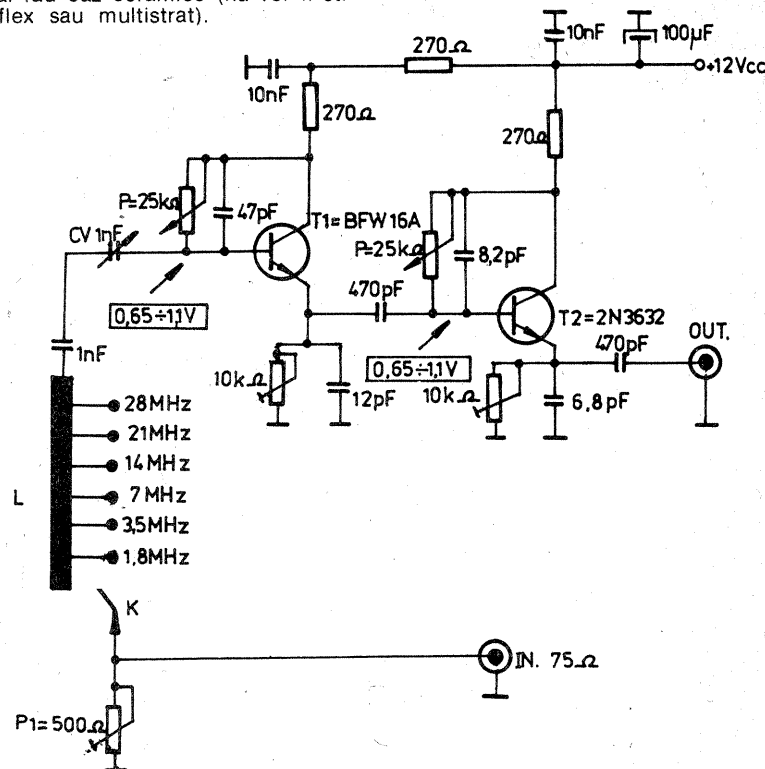 flex sau multistrat).
10nF
100µF
270Ω
+12Vcc
10nF
270Ω
270Ω
P=25kΩ
47pF
T1=BFW16A
CV 1nF
P=25kΩ
8,2pF
0,65÷1,1V
470pF
T2=2N3632
OUT.
1nF
0,65÷1,1V
470pF
10kΩ
12pF
10kΩ
6,8pF
28MHz
21MHz
14MHz
L
7MHz
3,5MHz
1,8MHz
K
IN. 75Ω
P1=500Ω